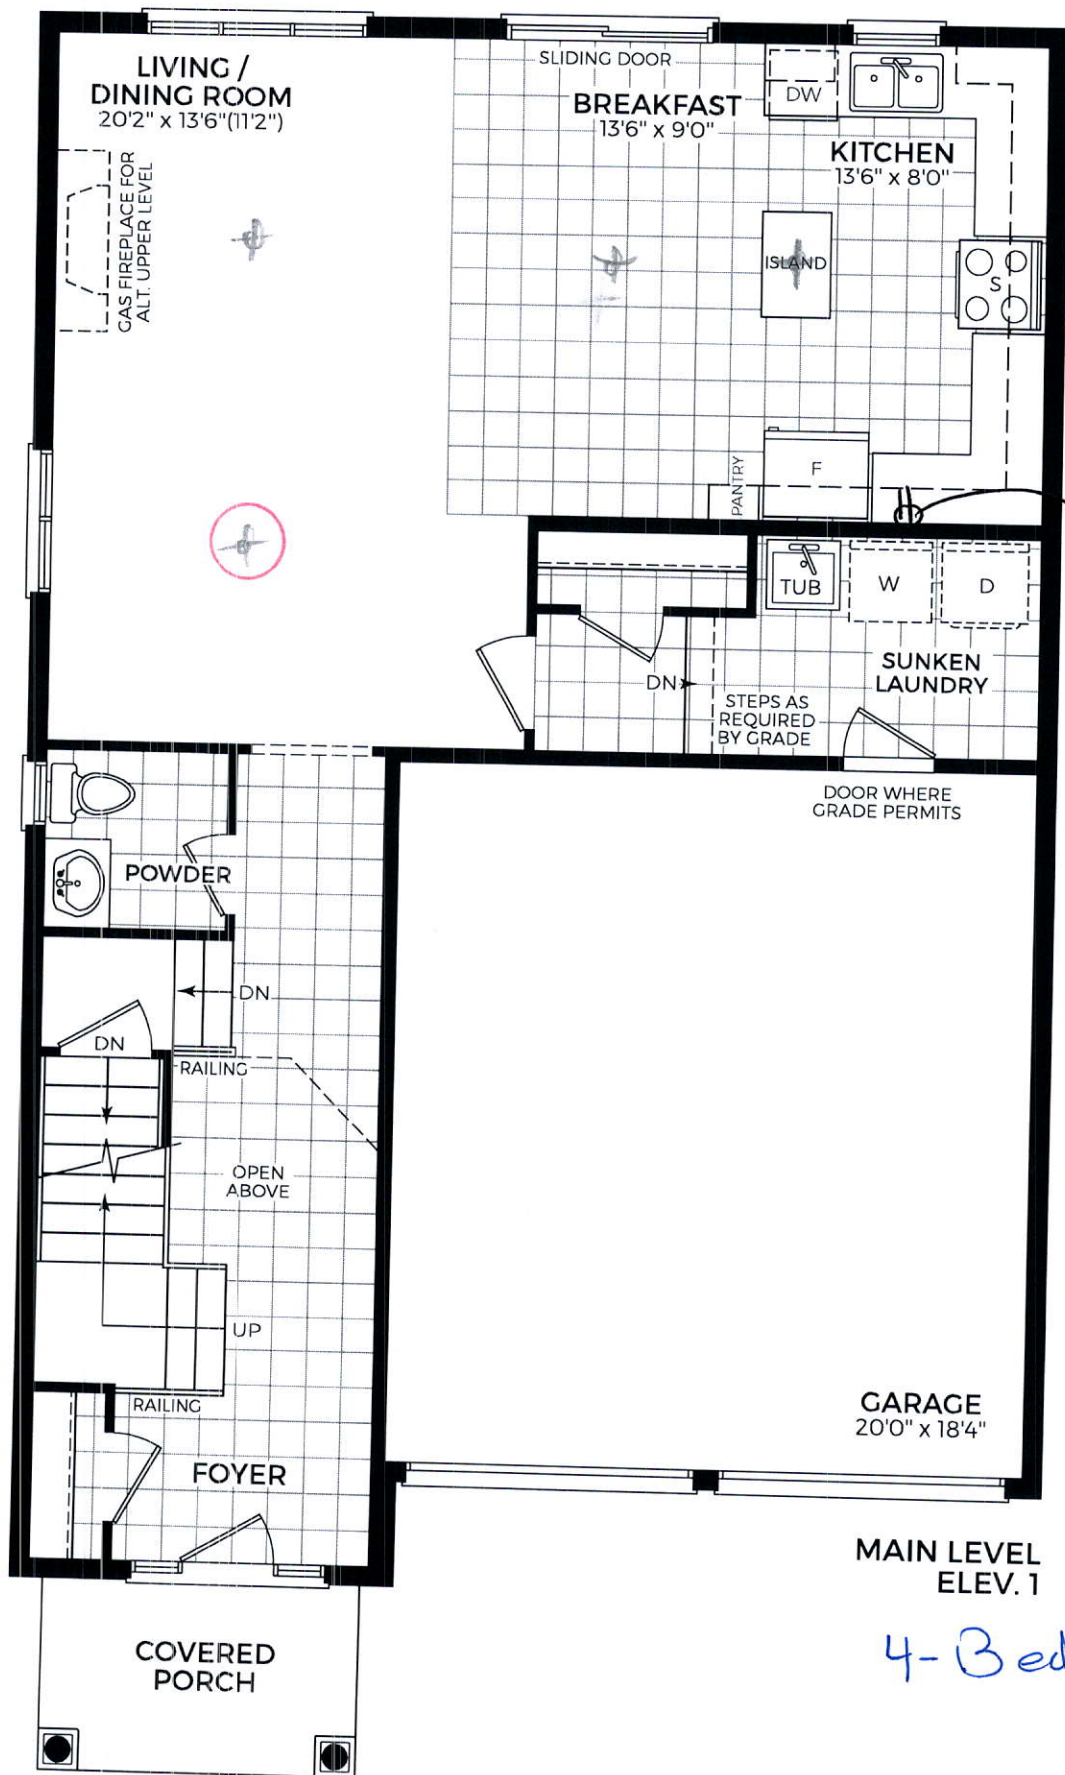 LIVING /
DINING ROOM
20'2" x 13'6"(11'2")
SLIDING DOOR
BREAKFAST
13'6" x 9'0"
DW
KITCHEN
13'6" x 8'0"
GAS FIREPLACE FOR
ALT. UPPER LEVEL
ISLAND
S
PANTRY
F
TUB
W
D
SUNKEN
LAUNDRY
DN
STEPS AS
REQUIRED
BY GRADE
DOOR WHERE
GRADE PERMITS
POWDER
DN
DN
RAILING
OPEN
ABOVE
UP
RAILING
FOYER
GARAGE
20'0" x 18'4"
MAIN LEVEL
ELEV. 1
COVERED
PORCH
4-Bed